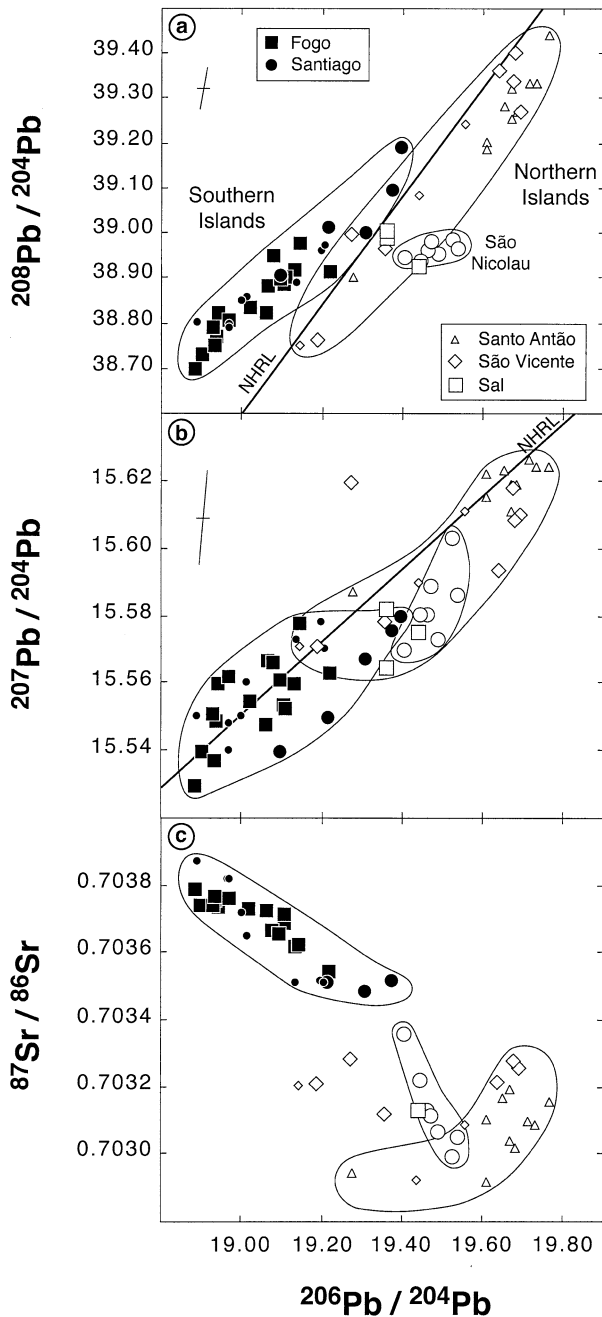 a
Fogo
Santiago
39.40
39.30
39.20
39.10
39.00
38.90
38.80
38.70
208Pb / 204Pb
Southern
Islands
Northern
Islands
São
Nicolau
NHRL
Santo Antão
São Vicente
Sal
b
NHRL
15.62
15.60
15.58
15.56
15.54
207Pb / 204Pb
c
0.7038
0.7036
0.7034
0.7032
0.7030
87Sr / 86Sr
19.00 19.20 19.40 19.60 19.80
206Pb / 204Pb